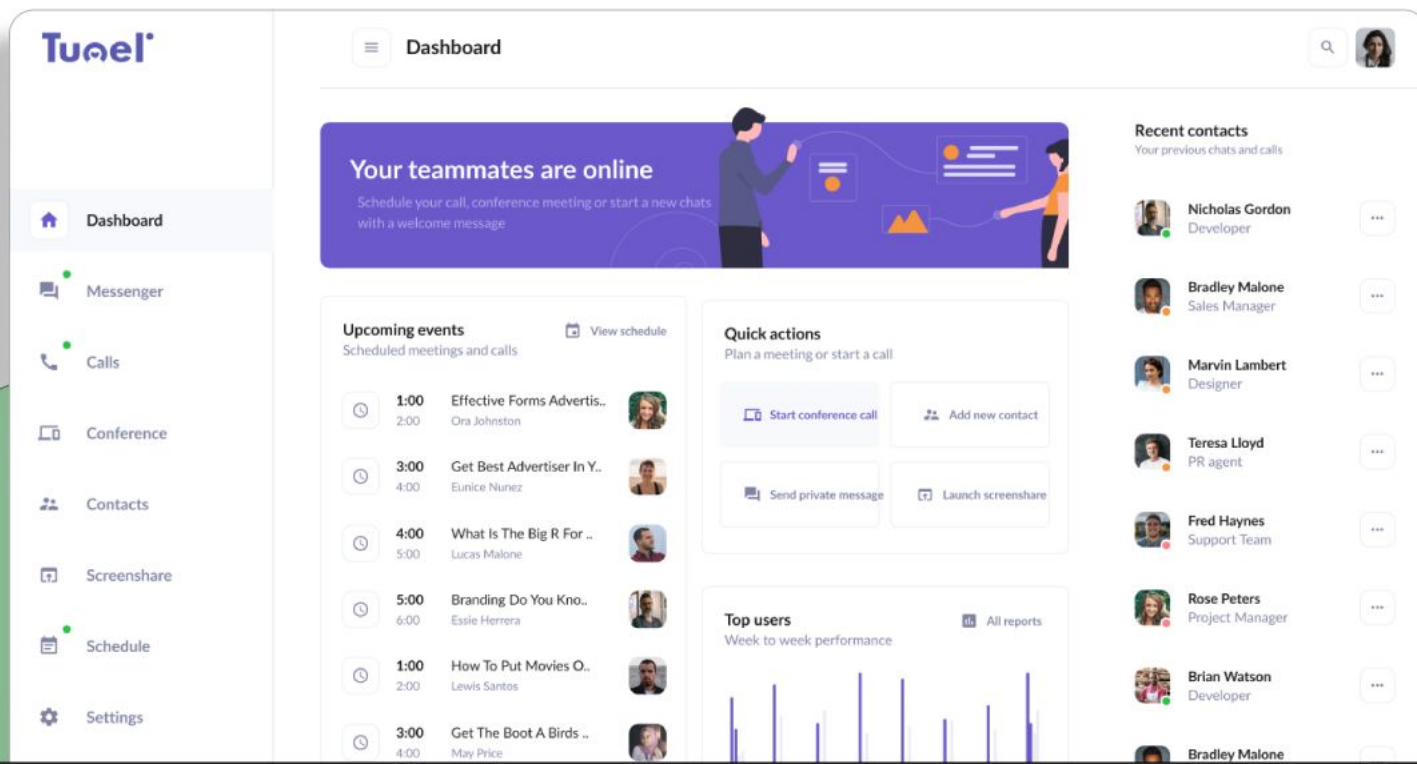 Tunel
Dashboard
Dashboard
Messenger
Calls
Conference
Contacts
Screenshare
Schedule
Settings
Your teammates are online
Schedule your call, conference meeting or start a new chats
with a welcome message
Upcoming events
View schedule
Scheduled meetings and calls
1:00 Effective Forms Advertis..
2:00 Ora Johnston
3:00 Get Best Advertiser In Y..
4:00 Eunice Nunez
4:00 What Is The Big R For ..
5:00 Lucas Malone
5:00 Branding Do You Kno..
6:00 Essie Herrera
1:00 How To Put Movies O..
2:00 Lewis Santos
3:00 Get The Boot A Birds ..
4:00 May Price
Quick actions
Plan a meeting or start a call
Start conference call
Add new contact
Send private message
Launch screenshare
Top users
All reports
Week to week performance
Recent contacts
Your previous chats and calls
Nicholas Gordon
Developer
Bradley Malone
Sales Manager
Marvin Lambert
Designer
Teresa Lloyd
PR agent
Fred Haynes
Support Team
Rose Peters
Project Manager
Brian Watson
Developer
Bradley Malone